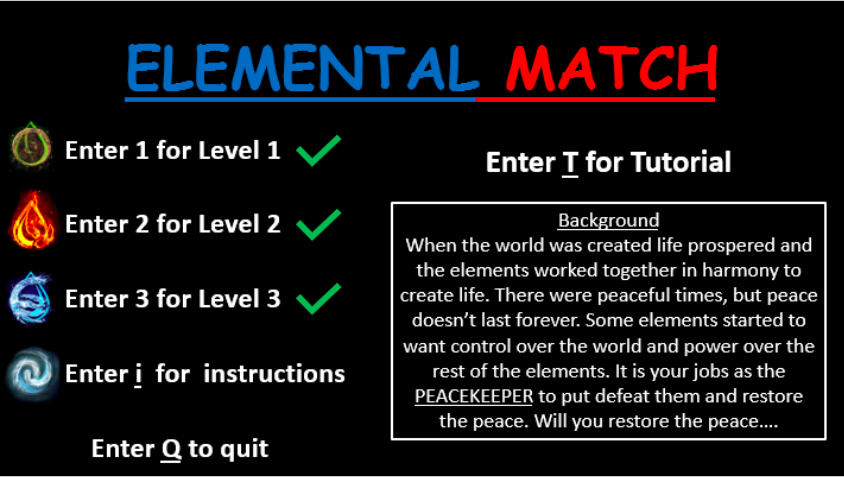 ELEMENTAL MATCH
Enter 1 for Level 1
Enter 2 for Level 2
Enter 3 for Level 3
Enter i for instructions
Enter Q to quit
Enter T for Tutorial
Background
When the world was created life prospered and
the elements worked together in harmony to
create life. There were peaceful times, but peace
doesn’t last forever. Some elements started to
want control over the world and power over the
rest of the elements. It is your jobs as the
PEACEKEEPER to put defeat them and restore
the peace. Will you restore the peace….